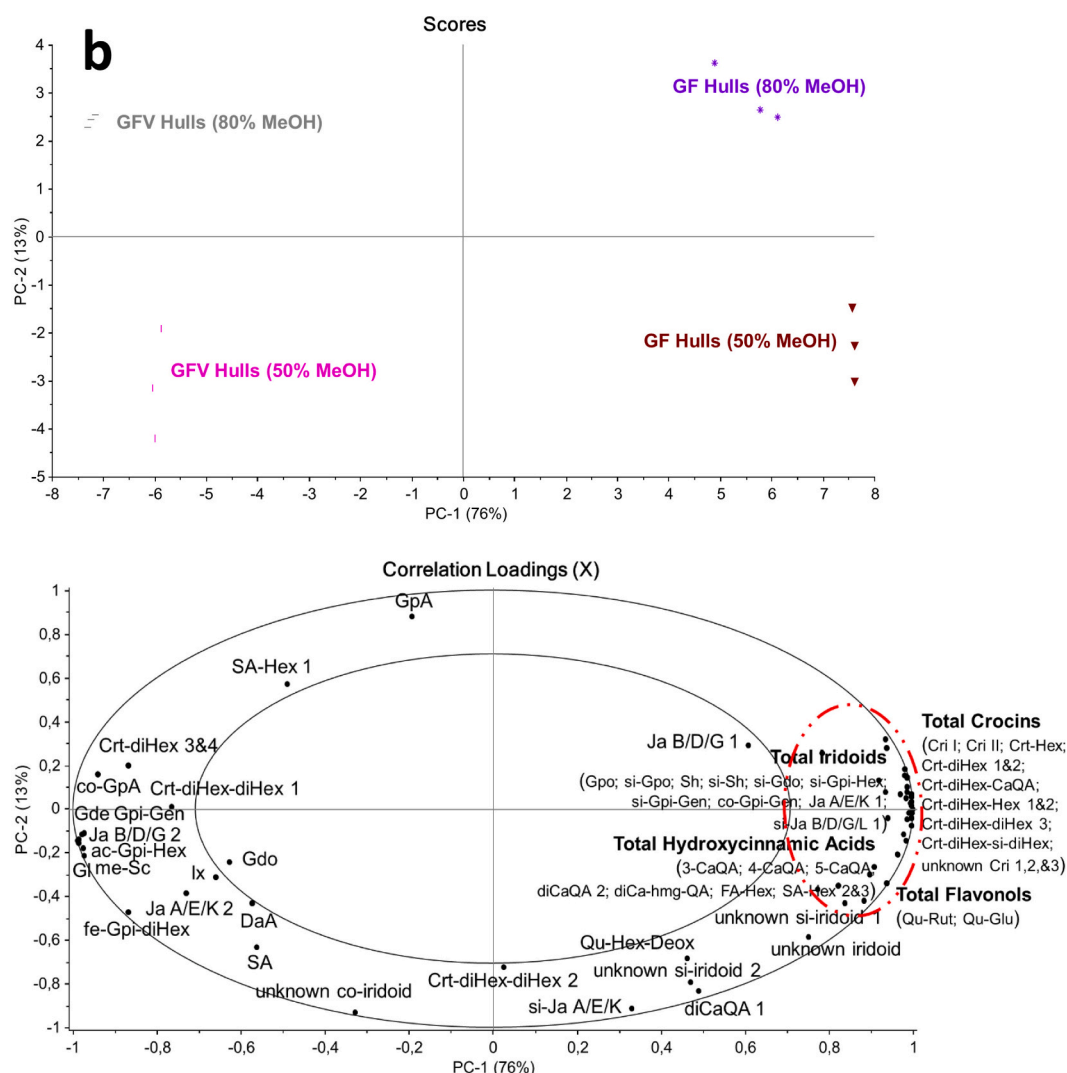 b
Scores
4
3
2
1
0
-1
-2
-3
-4
-5
PC-2 (13%)
GF Hulls (80% MeOH)
GFV Hulls (80% MeOH)
GF Hulls (50% MeOH)
GFV Hulls (50% MeOH)
-8 -7 -6 -5 -4 -3 -2 -1 0 1 2 3 4 5 6 7 8
PC-1 (76%)
Correlation Loadings (X)
1
0,8
0,6
0,4
0,2
0
-0,2
-0,4
-0,6
-0,8
-1
PC-2 (13%)
GpA
SA-Hex 1
Crt-diHex 3&4
co-GpA
Crt-diHex-diHex 1
Gde Gpi-Gen
Ja B/D/G 2
ac-Gpi-Hex
me-Sc
Gdo
Ix
Ja A/E/K 2
fe-Gpi-diHex
DaA
SA
unknown co-iridoid
Crt-diHex-diHex 2
Ja B/D/G 1
Total Iridoids
(Gpo; si-Gpo; Sh; si-Sh; si-Gdo; si-Gpi-Hex;
si-Gpi-Gen; co-Gpi-Gen; Ja A/E/K 1;
si-Ja B/D/G/L 1)
Total Hydroxycinnamic Acids
(3-CaQA; 4-CaQA; 5-CaQA;
diCaQA 2; diCa-hmg-QA; FA-Hex; SA-Hex 2&3)
unknown si-iridoid 1
unknown iridoid
Qu-Hex-Deox
unknown si-iridoid 2
si-Ja A/E/K
diCaQA 1
Total Crocins
(Cri I; Cri II; Crt-Hex;
Crt-diHex 1&2;
Crt-diHex-CaQA;
Crt-diHex-Hex 1&2;
Crt-diHex-diHex 3;
Crt-diHex-si-diHex;
unknown Cri 1,2,&3)
Total Flavonols
(Qu-Rut; Qu-Glu)
-1 -0,8 -0,6 -0,4 -0,2 0 0,2 0,4 0,6 0,8 1
PC-1 (76%)